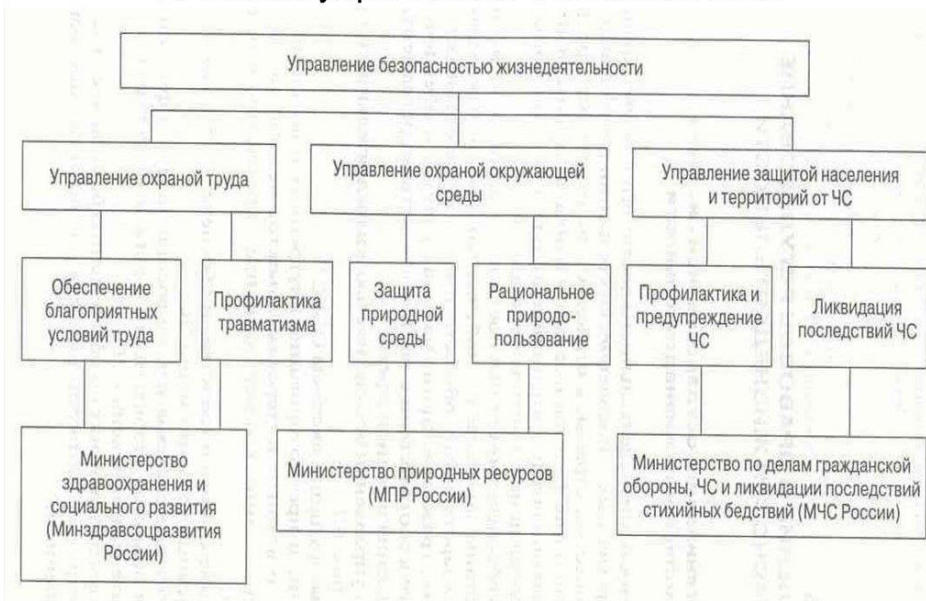 Управление безопасностью жизнедеятельности
Управление охраной труда
Управление охраной окружающей
среды
Управление защитой населения
и территорий от ЧС
Обеспечение
благоприятных
условий труда
Профилактика
травматизма
Защита
природной
среды
Рациональное
природо-
пользование
Профилактика и
предупреждение
ЧС
Ликвидация
последствий ЧС
Министерство
здравоохранения и
социального развития
(Минздравсоцразвития
России)
Министерство природных ресурсов
(МПР России)
Министерство по делам гражданской
обороны, ЧС и ликвидации последствий
стихийных бедствий (МЧС России)